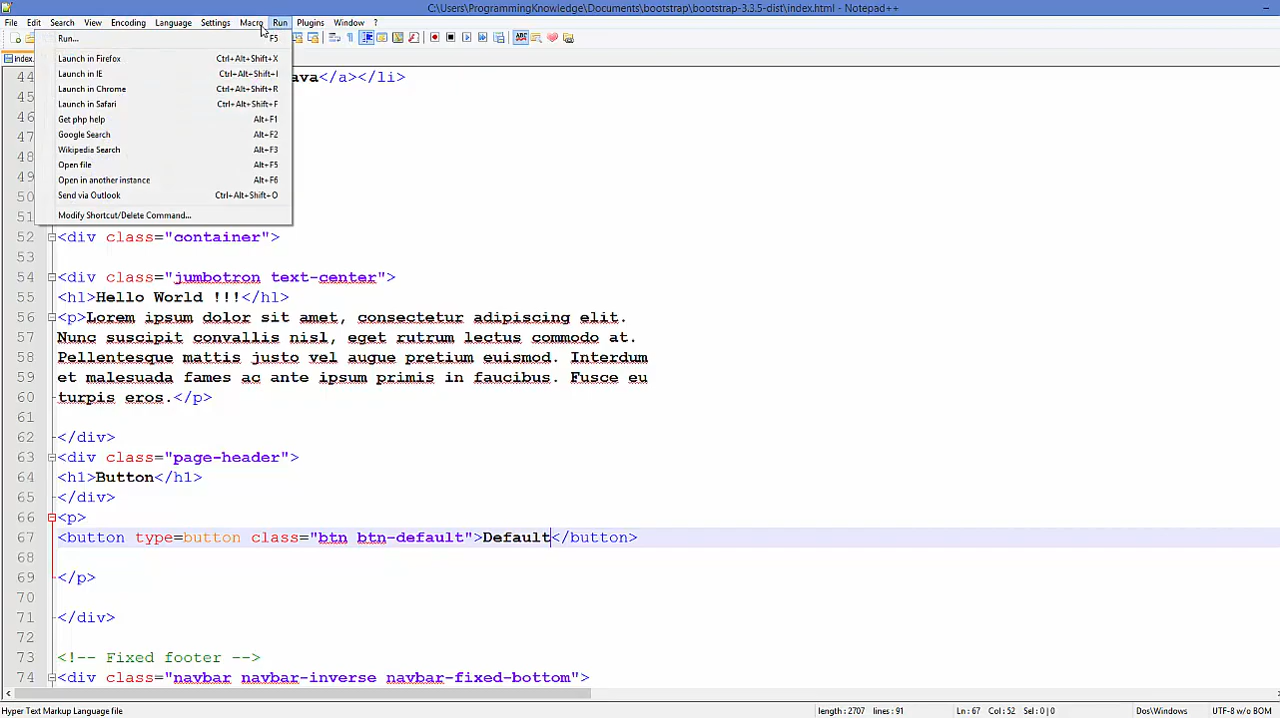 C:\Users\ProgrammingKnowledge\Documents\bootstrap\bootstrap-3.3.5-dist\index.html - Notepad++
File Edit Search View Encoding Language Settings Macro Run Plugins Window ?
Run... F5
index.
Launch in Firefox Ctrl+Alt+Shift+X
Launch in IE Ctrl+Alt+Shift+I
44 ava</a></li>
Launch in Chrome Ctrl+Alt+Shift+R
45
Launch in Safari Ctrl+Alt+Shift+F
46
Get php help Alt+F1
47
Google Search Alt+F2
48
Wikipedia Search Alt+F3
Open file Alt+F5
49
Open in another instance Alt+F6
50
Send via Outlook Ctrl+Alt+Shift+O
51
Modify Shortcut/Delete Command...
52 <div class="container">
53
54 <div class="jumbotron text-center">
55 <h1>Hello World !!!</h1>
56 <p>Lorem ipsum dolor sit amet, consectetur adipiscing elit.
57 Nunc suscipit convallis nisl, eget rutrum lectus commodo at.
58 Pellentesque mattis justo vel augue pretium euismod. Interdum
59 et malesuada fames ac ante ipsum primis in faucibus. Fusce eu
60 turpis eros.</p>
61
62 </div>
63 <div class="page-header">
64 <h1>Button</h1>
65 </div>
66 <p>
67 <button type=button class="btn btn-default">Default</button>
68
69 </p>
70
71 </div>
72
73 <!-- Fixed footer -->
74 <div class="navbar navbar-inverse navbar-fixed-bottom">
Hyper Text Markup Language file length : 2707 lines : 91 Ln : 67 Col : 52 Sel : 0 | 0 Dos\Windows UTF-8 w/o BOM